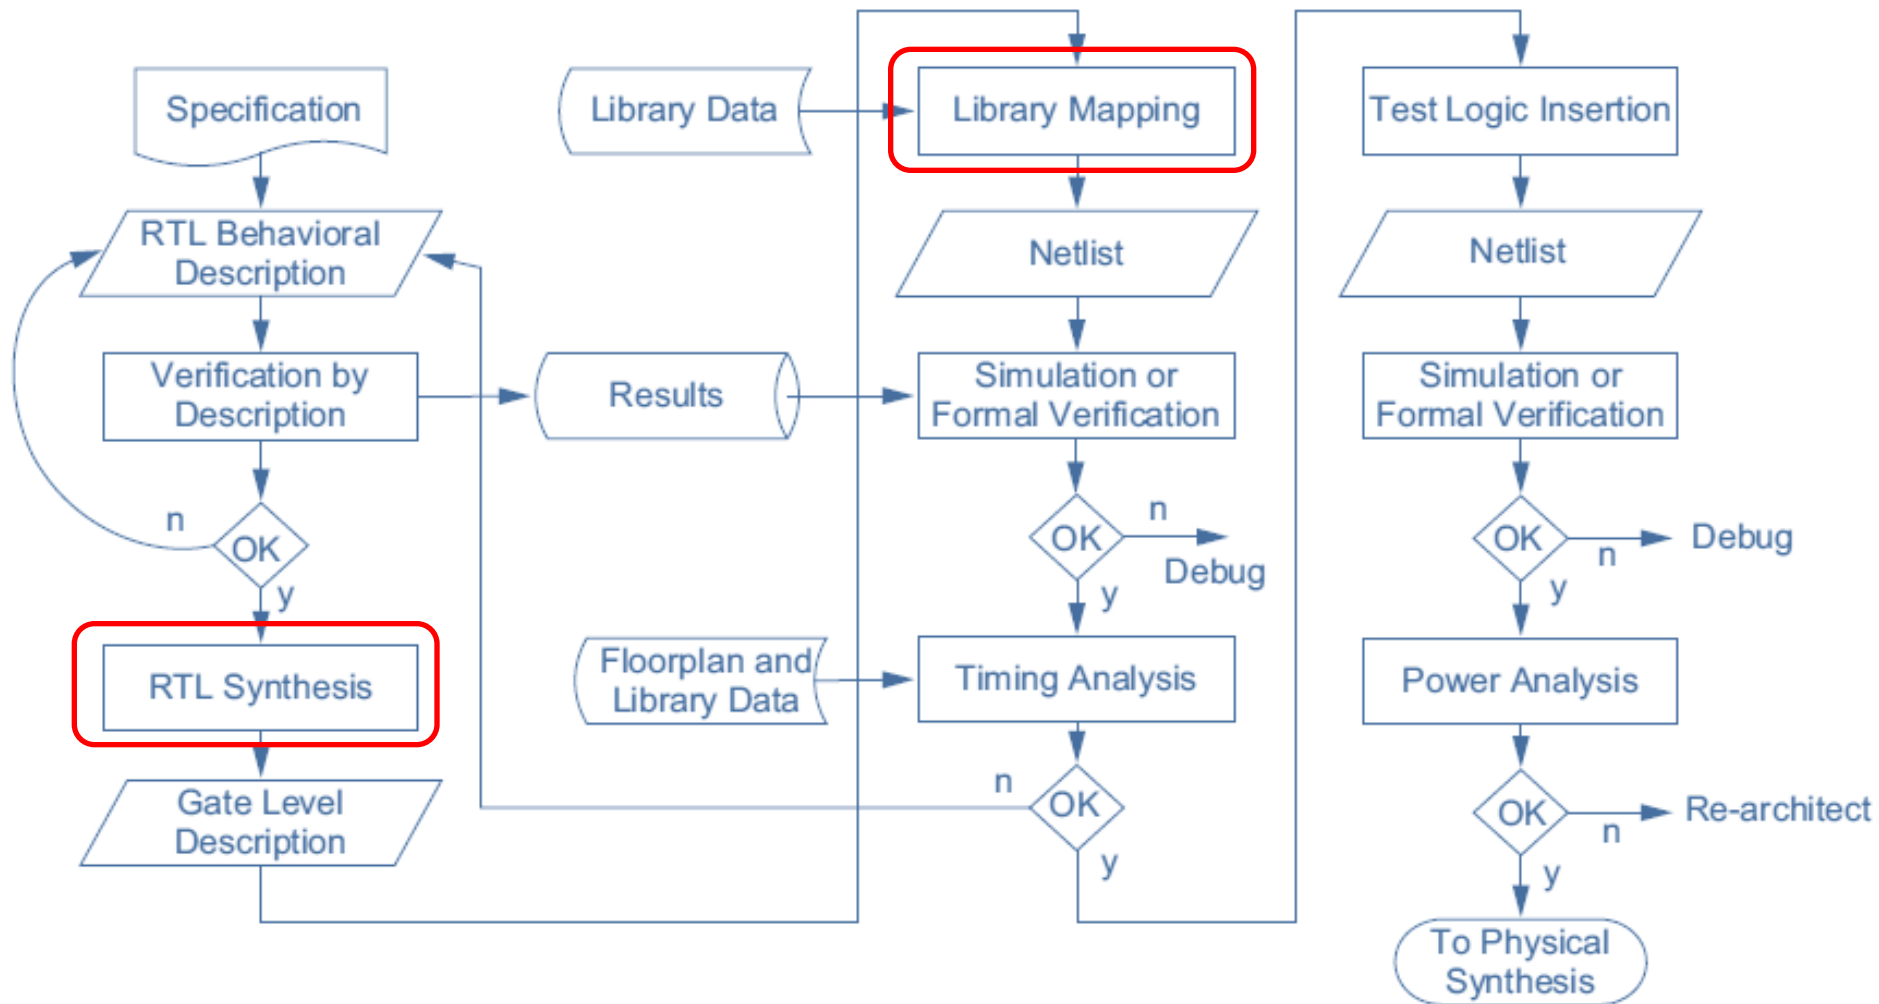 Specification
RTL Behavioral
Description
Verification by
Description
n
OK
y
RTL Synthesis
Gate Level
Description
Library Data
Results
Floorplan and
Library Data
Library Mapping
Netlist
Simulation or
Formal Verification
OK
n
Debug
y
Timing Analysis
n
OK
y
Test Logic Insertion
Netlist
Simulation or
Formal Verification
OK
n
Debug
y
Power Analysis
OK
n
Re-architect
y
To Physical
Synthesis